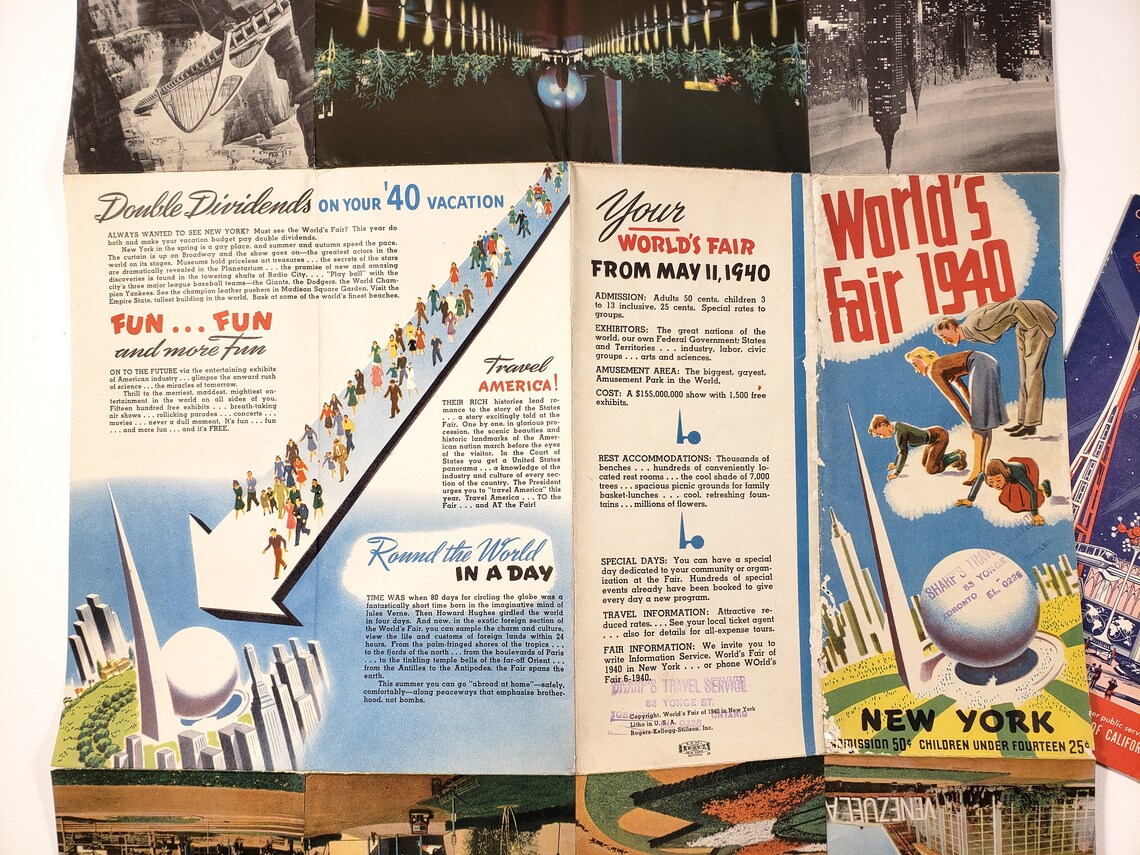 Double Dividends ON YOUR '40 VACATION
ALWAYS WANTED TO SEE NEW YORK? Must see the World's Fair? This year do
both and make your vacation budget pay double dividends.
New York in the spring is a gay place, and summer and autumn speed the pace.
The curtain is up on Broadway and the show goes on—the greatest actors in the
world on its stages. Museums hold priceless art treasures ... the secrets of the stars
are dramatically revealed in the Planetarium ... the promise of new and amazing
discoveries is found in the towering shafts of Radio City. ... "Play ball" with the
city's three major league baseball teams—the Giants, the Dodgers, the World Cham-
pion Yankees. See the champion leather pushers in Madison Square Garden. Visit the
Empire State, tallest building in the world. Bask at some of the world's finest beaches.
FUN ... FUN
and more Fun
ON TO THE FUTURE via the entertaining exhibits
of American industry ... glimpse the onward rush
of science ... the miracles of tomorrow.
Thrill to the merriest, maddest, mightiest en-
tertainment in the world on all sides of you.
Fifteen hundred free exhibits ... breath-taking
air shows ... rollicking parades ... concerts ...
movies ... never a dull moment. It's fun ... fun
... and more fun ... and it's FREE.
Travel
AMERICA!
THEIR RICH histories lend ro-
mance to the story of the States
... a story excitingly told at the
Fair. One by one, in glorious pro-
cession, the scenic beauties and
historic landmarks of the Amer-
ican nation march before the eyes
of the visitor. In the Court of
States you get a United States
panorama ... a knowledge of the
industry and culture of every sec-
tion of the country. The President
urges you to "travel America" this
year. Travel America ... TO the
Fair ... and AT the Fair!
Round the World
IN A DAY
TIME WAS when 80 days for circling the globe was a
fantastically short time born in the imaginative mind of
Jules Verne. Then Howard Hughes girdled the world
in four days. And now, in the exotic foreign section of
the World's Fair, you can sample the charm and culture,
view the life and customs of foreign lands within 24
hours. From the palm-fringed shores of the tropics ...
to the fjords of the north ... from the boulevards of Paris
... to the tinkling temple bells of the far-off Orient ...
from the Antilles to the Antipodes, the Fair spans the
earth.
This summer you can go "abroad at home"—safely,
comfortably—along peaceways that emphasize brother-
hood, not bombs.
Your
WORLD'S FAIR
FROM MAY 11, 1940
ADMISSION: Adults 50 cents, children 3
to 13 inclusive, 25 cents. Special rates to
groups.
EXHIBITORS: The great nations of the
world, our own Federal Government; States
and Territories ... industry, labor, civic
groups ... arts and sciences.
AMUSEMENT AREA: The biggest, gayest,
Amusement Park in the World.
COST: A $155,000,000 show with 1,500 free
exhibits.
REST ACCOMMODATIONS: Thousands of
benches ... hundreds of conveniently lo-
cated rest rooms ... the cool shade of 7,000
trees ... spacious picnic grounds for family
basket-lunches ... cool, refreshing foun-
tains ... millions of flowers.
SPECIAL DAYS: You can have a special
day dedicated to your community or organ-
ization at the Fair. Hundreds of special
events already have been booked to give
every day a new program.
TRAVEL INFORMATION: Attractive re-
duced rates. ... See your local ticket agent
... also for details for all-expense tours.
FAIR INFORMATION: We invite you to
write Information Service, World's Fair of
1940 in New York ... or phone WOrld's
Fair 6-1940.
SHARP'S TRAVEL SERVICE
83 YONGE ST.
ONTARIO
Copyright, World's Fair of 1940 in New York
Litho in U. S. A.
Rogers-Kellogg-Stillson, Inc.
World's
Fair 1940
SHARP'S TRAV
83 YONGE
TORONTO EL. 0226
NEW YORK
ADMISSION 50¢ CHILDREN UNDER FOURTEEN 25¢
VENEZUELA
er public serv
OF CALIFOR